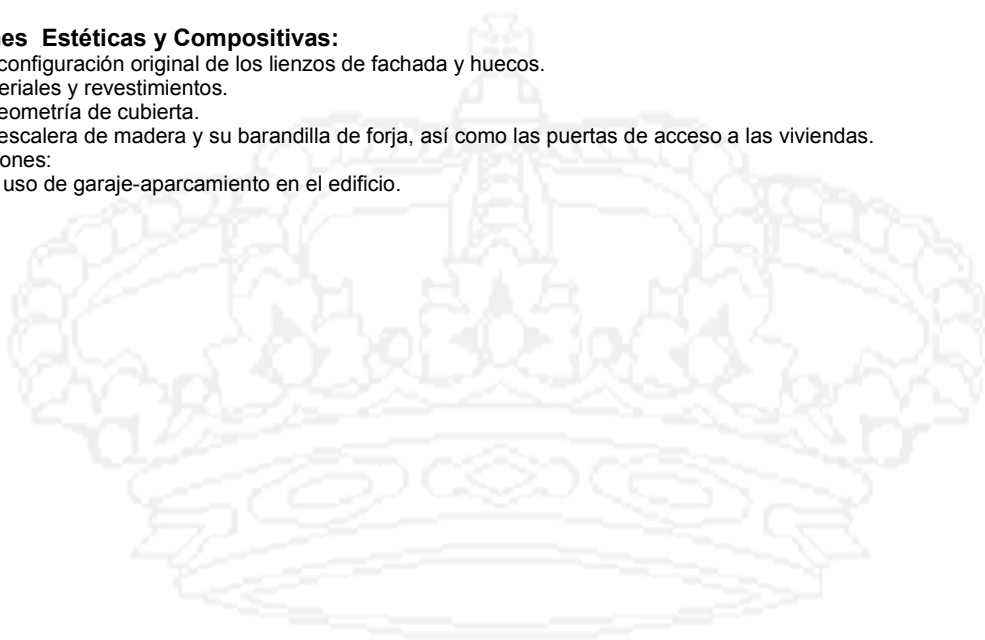 nes Estéticas y Compositivas:
configuración original de los lienzos de fachada y huecos.
eriales y revestimientos.
eometría de cubierta.
escalera de madera y su barandilla de forja, así como las puertas de acceso a las viviendas.
ones:
uso de garaje-aparcamiento en el edificio.